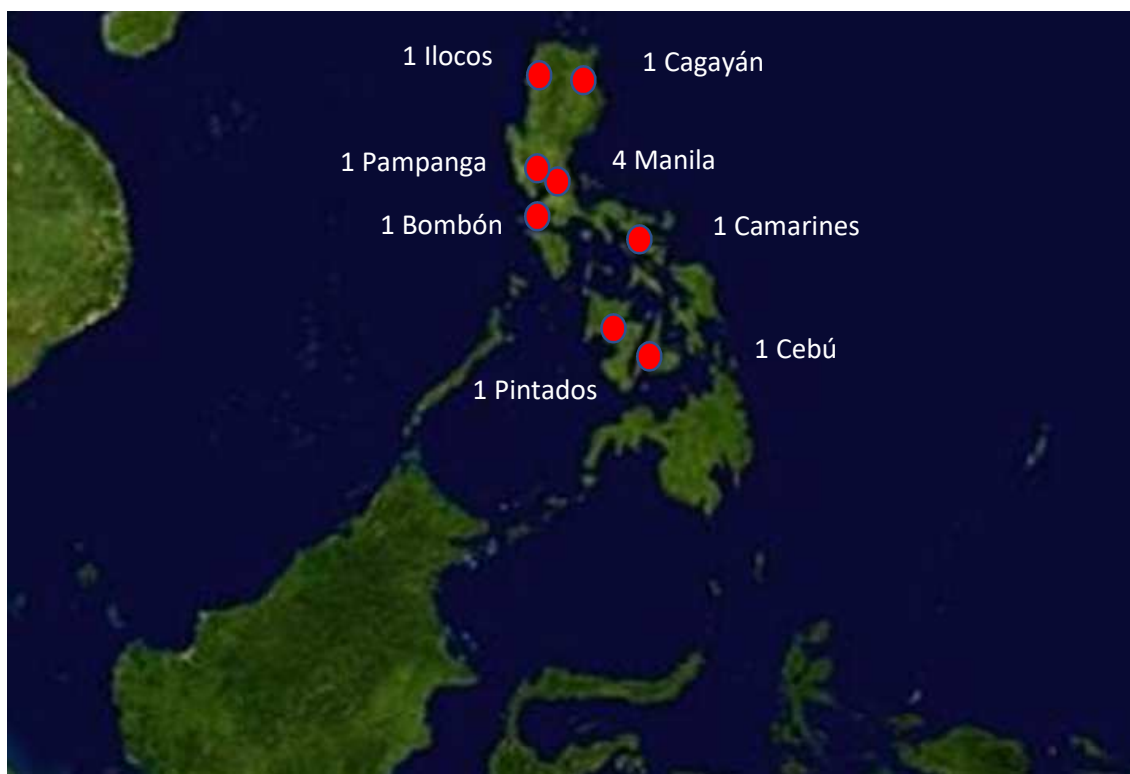 1 Ilocos
1 Cagayán
1 Pampanga
4 Manila
1 Bombón
1 Camarines
1 Cebú
1 Pintados